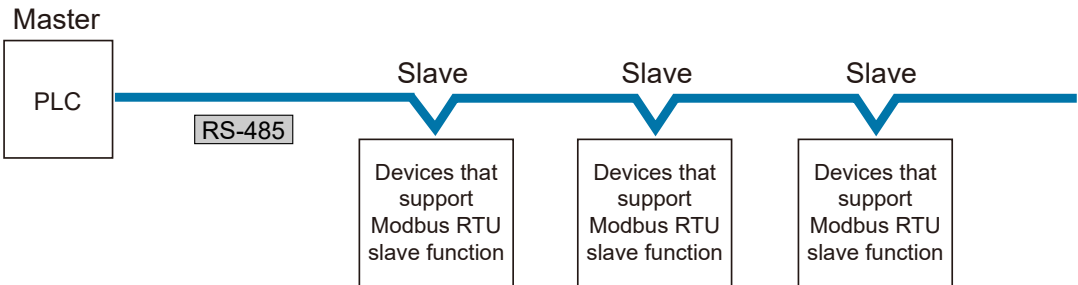 Master
PLC
RS-485
Slave
Slave
Slave
Devices that
support
Modbus RTU
slave function
Devices that
support
Modbus RTU
slave function
Devices that
support
Modbus RTU
slave function